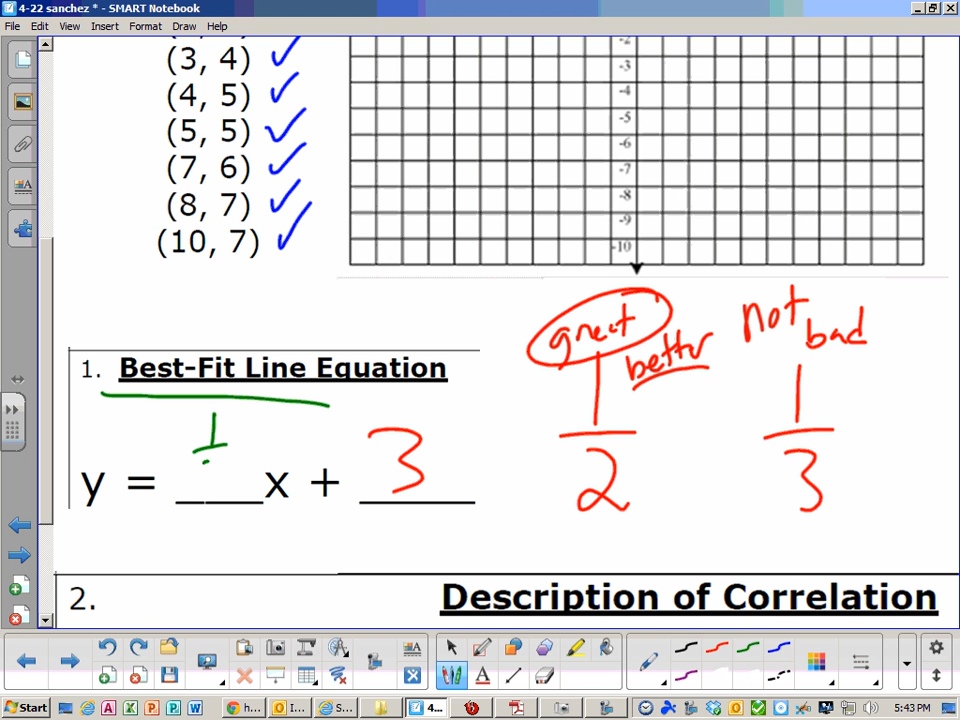 4-22 sanchez * - SMART Notebook
File Edit View Insert Format Draw View Help
(3, 4) ✓
(4, 5) ✓
(5, 5) ✓
(7, 6) ✓
(8, 7) ✓
(10, 7) ✓
-2
-3
-4
-5
-6
-7
-8
-9
-10
great better
not bad
1. Best-Fit Line Equation
1
1
1
y = ___x + 3
2
3
2. Description of Correlation
Start
h...
I...
S...
4...
5:43 PM